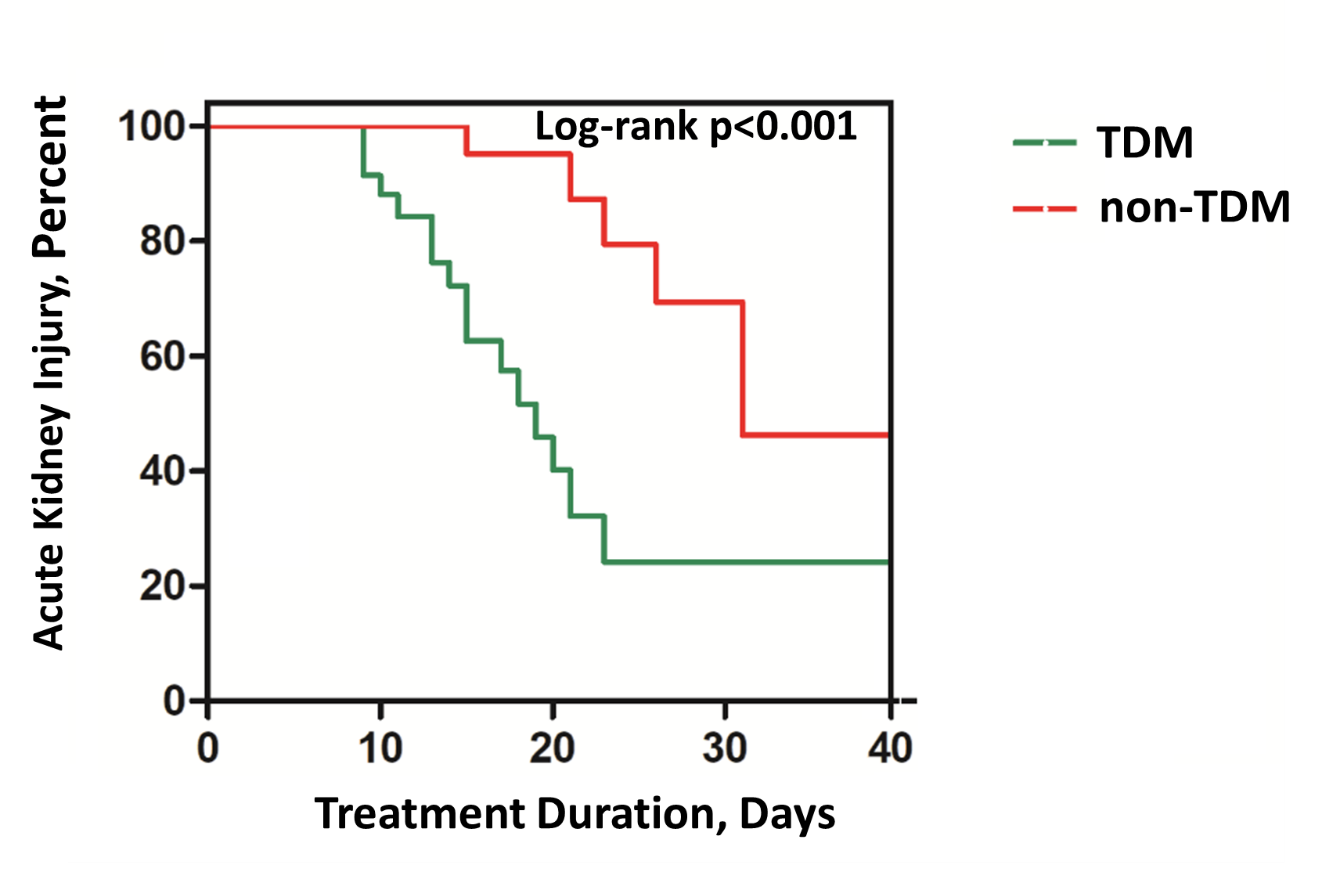 Log-rank p<0.001
TDM
non-TDM
Acute Kidney Injury, Percent
100
80
60
40
20
0
0 10 20 30 40
Treatment Duration, Days